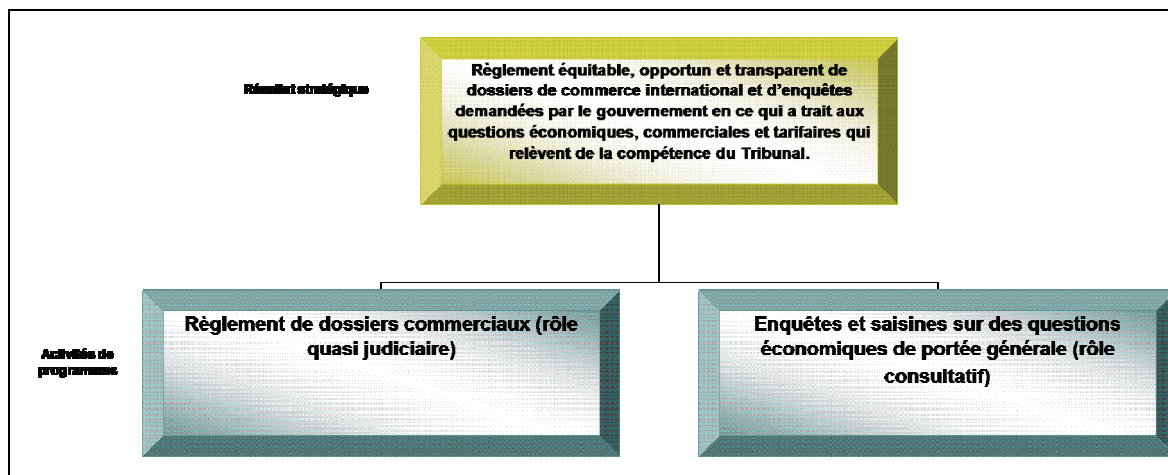 Résultat stratégique
Règlement équitable, opportun et transparent de
dossiers de commerce international et d'enquêtes
demandées par le gouvernement en ce qui a trait aux
questions économiques, commerciales et tarifaires qui
relèvent de la compétence du Tribunal.
Activités de
programmes
Règlement de dossiers commerciaux (rôle
quasi judiciaire)
Enquêtes et saisines sur des questions
économiques de portée générale (rôle
consultatif)